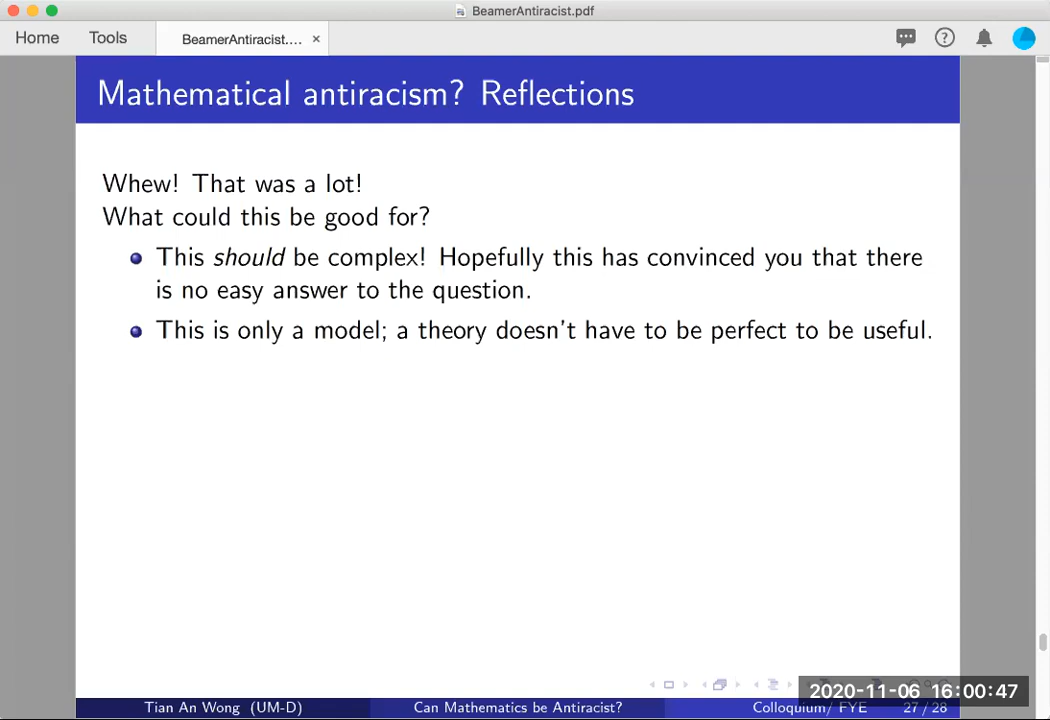 BeamerAntiracist.pdf
Home Tools BeamerAntiracist.... ×
Mathematical antiracism? Reflections
Whew! That was a lot!
What could this be good for?
This should be complex! Hopefully this has convinced you that there
is no easy answer to the question.
This is only a model; a theory doesn't have to be perfect to be useful.
2020-11-06 16:00:47
Tian An Wong (UM-D) Can Mathematics be Antiracist? Colloquium/ FYE 27 / 28